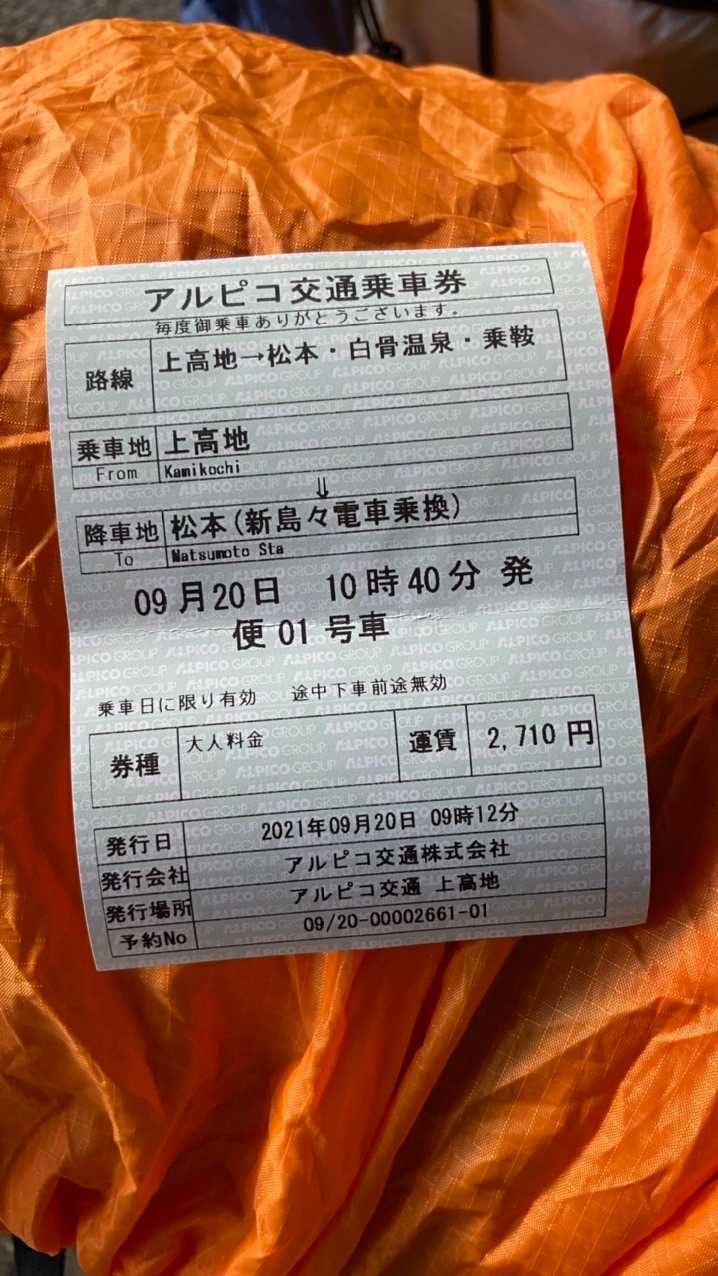 アルピコ交通乗車券
毎度御乗車ありがとうございます。
路線 上高地→松本・白骨温泉・乗鞍
乗車地 上高地
From Kamikochi
⇓
降車地 松本(新島々電車乗換)
To Matsumoto Sta
09月20日 10時40分 発
便 01 号車
乗車日に限り有効 途中下車前途無効
券種 大人料金 運賃 2,710 円
発行日 2021年09月20日 09時12分
発行会社 アルピコ交通株式会社
発行場所 アルピコ交通 上高地
予約No 09/20-00002661-01
ALPICO GROUP